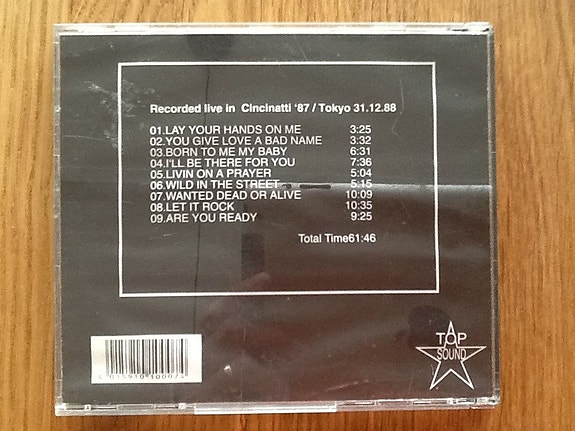 Recorded live in Cincinatti '87 / Tokyo 31.12.88
01.LAY YOUR HANDS ON ME 3:25
02.YOU GIVE LOVE A BAD NAME 3:32
03.BORN TO ME MY BABY 6:31
04.I'LL BE THERE FOR YOU 7:36
05.LIVIN ON A PRAYER 5:04
06.WILD IN THE STREET 5:15
07.WANTED DEAD OR ALIVE 10:09
08.LET IT ROCK 10:35
09.ARE YOU READY 9:25
Total Time61:46
TOP
SOUND